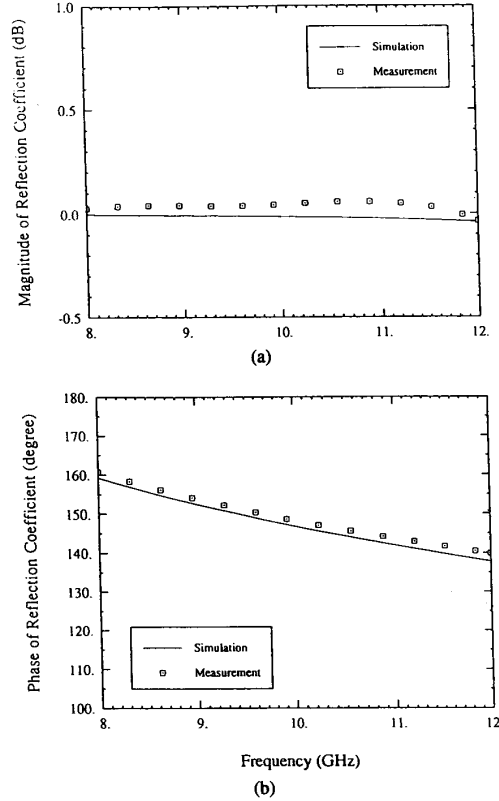 Magnitude of Reflection Coefficient (dB)
1.0
0.5
0.0
-0.5
Simulation
Measurement
8. 9. 10. 11. 12.
(a)
Phase of Reflection Coefficient (degree)
180.
170.
160.
150.
140.
130.
120.
110.
100.
Simulation
Measurement
8. 9. 10. 11. 12
Frequency (GHz)
(b)